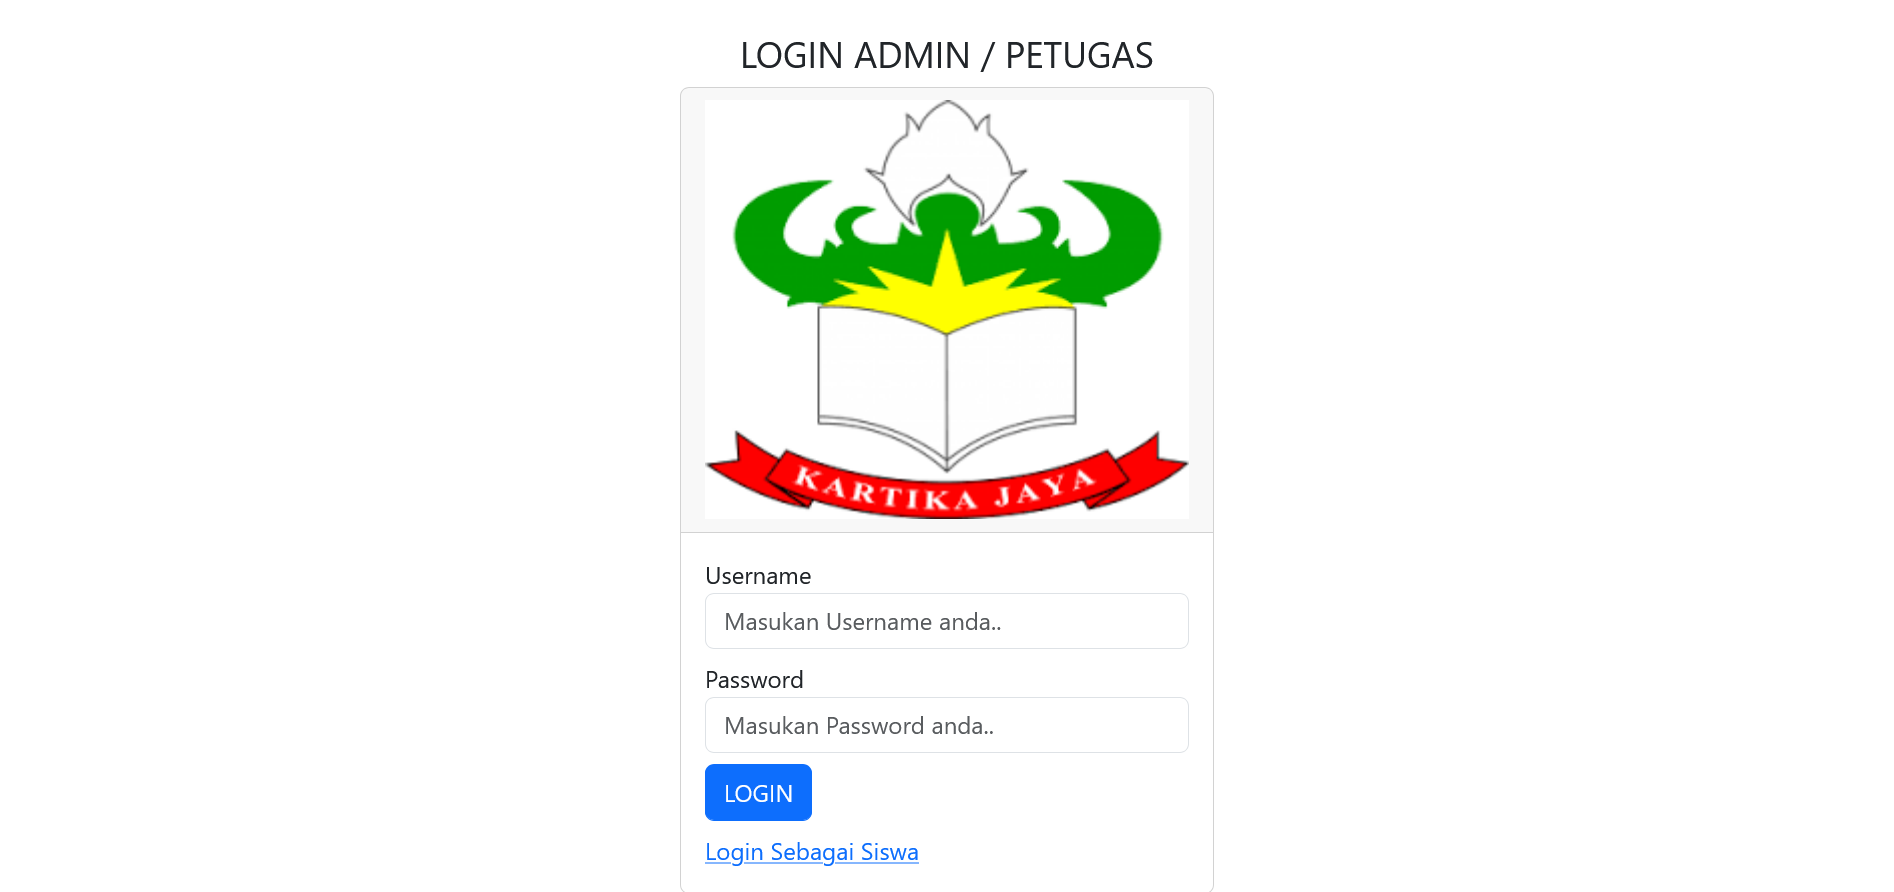 LOGIN ADMIN / PETUGAS
KARTIKA JAYA
Username
Masukan Username anda..
Password
Masukan Password anda..
LOGIN
Login Sebagai Siswa